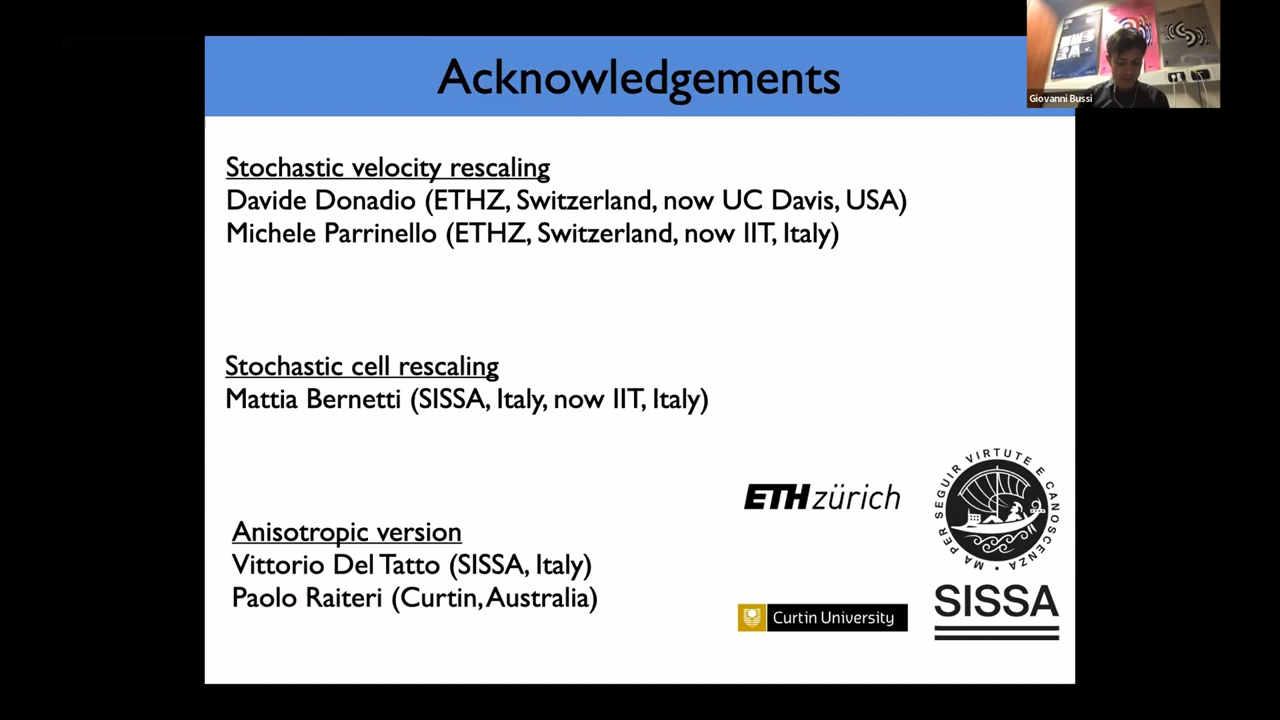 Acknowledgements
Giovanni Bussi
Stochastic velocity rescaling
Davide Donadio (ETHZ, Switzerland, now UC Davis, USA)
Michele Parrinello (ETHZ, Switzerland, now IIT, Italy)
Stochastic cell rescaling
Mattia Bernetti (SISSA, Italy, now IIT, Italy)
Anisotropic version
Vittorio Del Tatto (SISSA, Italy)
Paolo Raiteri (Curtin, Australia)
ETH zürich
MA PER SEGUIR VIRTUTE E CANOSCENZA
SISSA
Curtin University